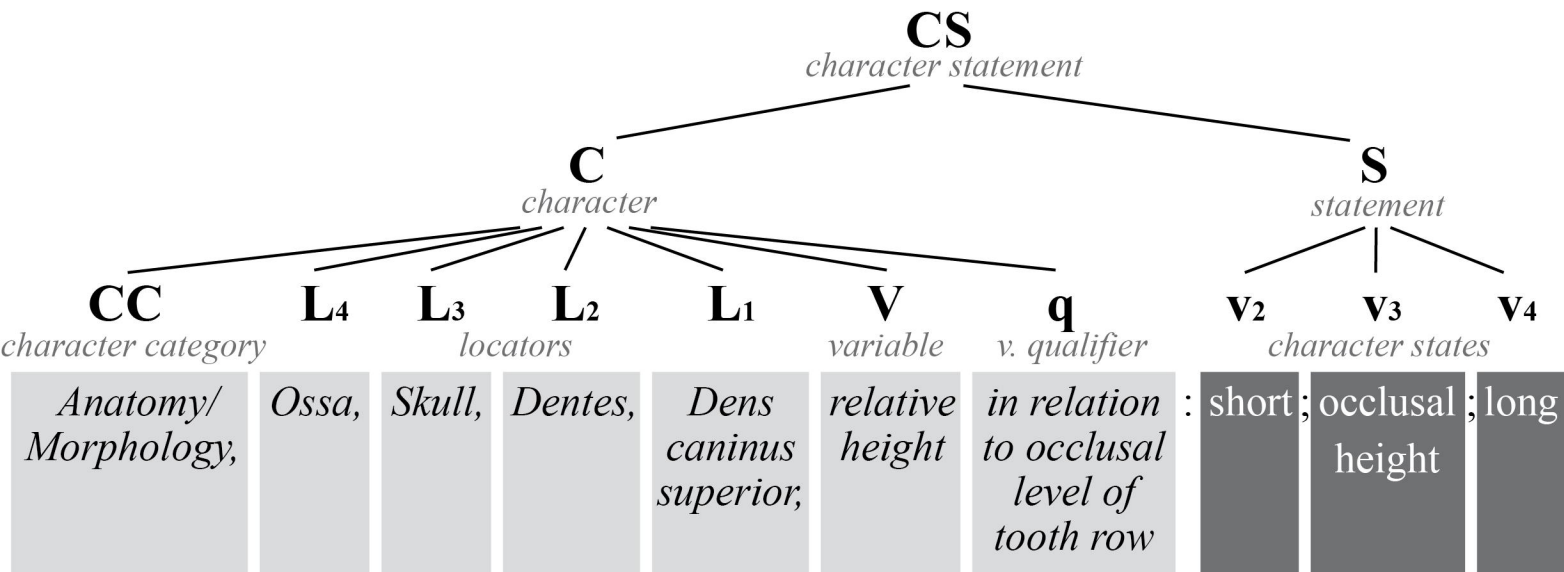 CS
character statement
C
character
S
statement
CC
L4
L3
L2
L1
V
q
v2
v3
v4
character category
locators
variable
v. qualifier
character states
Anatomy/
Morphology,
Ossa,
Skull,
Dentes,
Dens
caninus
superior,
relative
height
in relation
to occlusal
level of
tooth row
:
short
;
occlusal
height
;
long